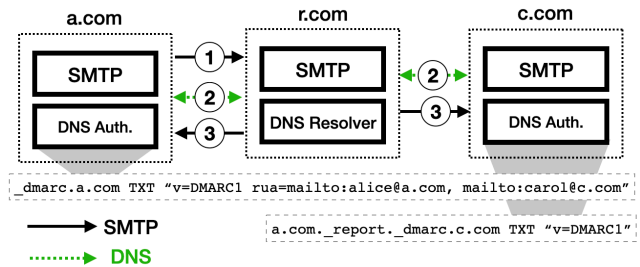 a.com r.com c.com
1
SMTP SMTP SMTP
2 2
DNS Auth. DNS Resolver DNS Auth.
3 3
_dmarc.a.com TXT “v=DMARC1 rua=mailto:alice@a.com, mailto:carol@c.com”
a.com._report._dmarc.c.com TXT “v=DMARC1”
SMTP
DNS